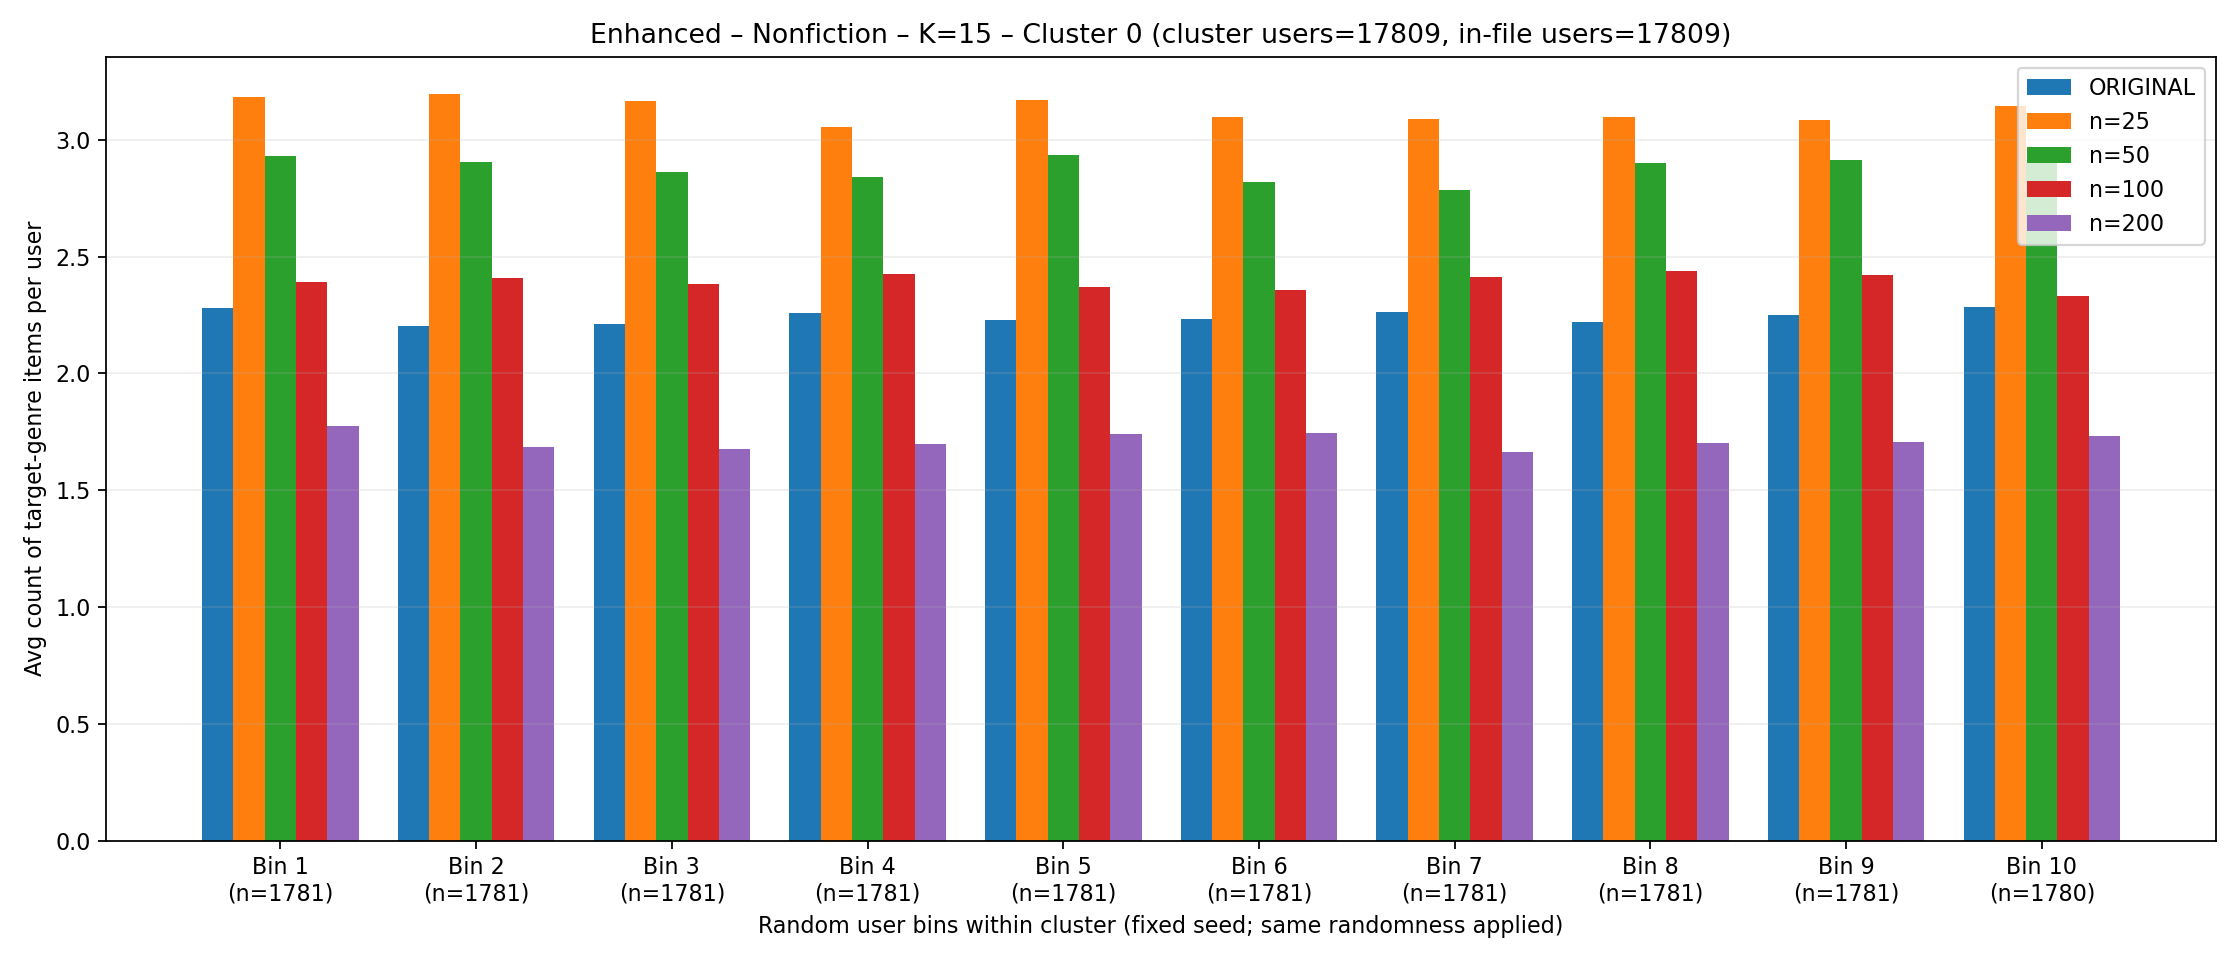 Enhanced – Nonfiction – K=15 – Cluster 0 (cluster users=17809, in-file users=17809)
ORIGINAL
n=25
n=50
n=100
n=200
Avg count of target-genre items per user
3.0
2.5
2.0
1.5
1.0
0.5
0.0
Bin 1 Bin 2 Bin 3 Bin 4 Bin 5 Bin 6 Bin 7 Bin 8 Bin 9 Bin 10
(n=1781) (n=1781) (n=1781) (n=1781) (n=1781) (n=1781) (n=1781) (n=1781) (n=1781) (n=1780)
Random user bins within cluster (fixed seed; same randomness applied)